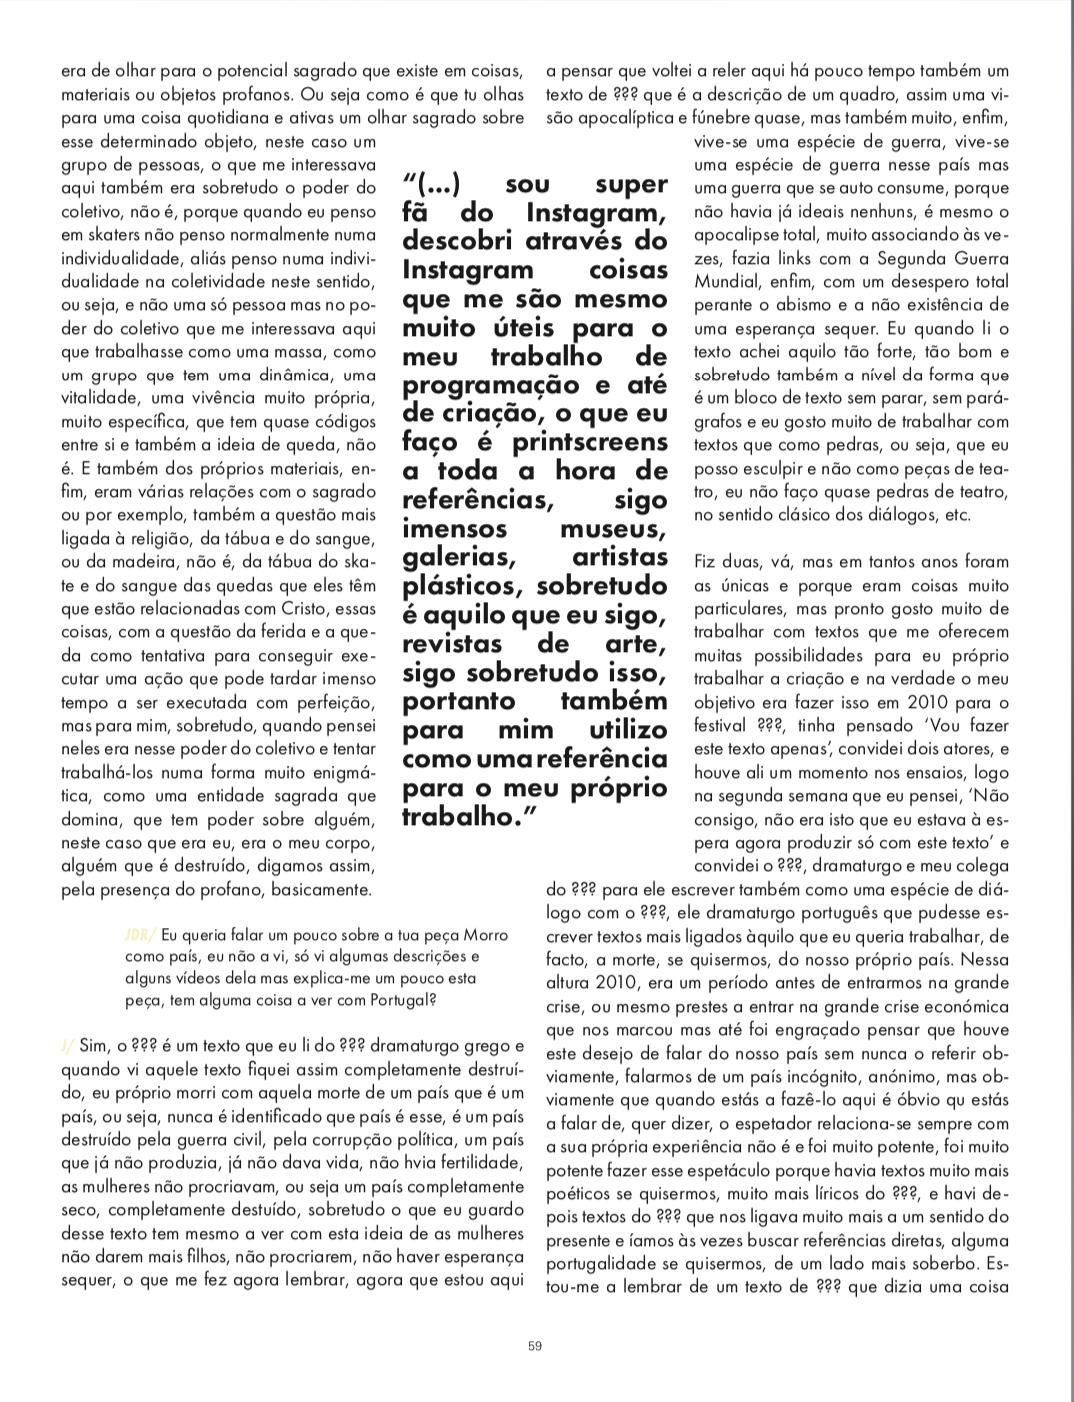 era de olhar para o potencial sagrado que existe em coisas,
materiais ou objetos profanos. Ou seja como é que tu olhas
para uma coisa quotidiana e ativas um olhar sagrado sobre
esse determinado objeto, neste caso um
grupo de pessoas, o que me interessava
aqui também era sobretudo o poder do
coletivo, não é, porque quando eu penso
em skaters não penso normalmente numa
individualidade, aliás penso numa indivi-
dualidade na coletividade neste sentido,
ou seja, e não uma só pessoa mas no po-
der do coletivo que me interessava aqui
que trabalhasse como uma massa, como
um grupo que tem uma dinâmica, uma
vitalidade, uma vivência muito própria,
muito específica, que tem quase códigos
entre si e também a ideia de queda, não
é. E também dos próprios materiais, en-
fim, eram várias relações com o sagrado
ou por exemplo, também a questão mais
ligada à religião, da tábua e do sangue,
ou da madeira, não é, da tábua do ska-
te e do sangue das quedas que eles têm
que estão relacionadas com Cristo, essas
coisas, com a questão da ferida e a que-
da como tentativa para conseguir exe-
cutar uma ação que pode tardar imenso
tempo a ser executada com perfeição,
mas para mim, sobretudo, quando pensei
neles era nesse poder do coletivo e tentar
trabalhá-los numa forma muito enigmá-
tica, como uma entidade sagrada que
domina, que tem poder sobre alguém,
neste caso que era eu, era o meu corpo,
alguém que é destruído, digamos assim,
pela presença do profano, basicamente.
JDR/ Eu queria falar um pouco sobre a tua peça Morro
como país, eu não a vi, só vi algumas descrições e
alguns vídeos dela mas explica-me um pouco esta
peça, tem alguma coisa a ver com Portugal?
J/ Sim, o ??? é um texto que eu li do ??? dramaturgo grego e
quando vi aquele texto fiquei assim completamente destruí-
do, eu próprio morri com aquela morte de um país que é um
país, ou seja, nunca é identificado que país é esse, é um país
destruído pela guerra civil, pela corrupção política, um país
que já não produzia, já não dava vida, não hvia fertilidade,
as mulheres não procriavam, ou seja um país completamente
seco, completamente destuído, sobretudo o que eu guardo
desse texto tem mesmo a ver com esta ideia de as mulheres
não darem mais filhos, não procriarem, não haver esperança
sequer, o que me fez agora lembrar, agora que estou aqui
“(...) sou super
fã do Instagram,
descobri através do
Instagram coisas
que me são mesmo
muito úteis para o
meu trabalho de
programação e até
de criação, o que eu
faço é printscreens
a toda a hora de
referências, sigo
imensos museus,
galerias, artistas
plásticos, sobretudo
é aquilo que eu sigo,
revistas de arte,
sigo sobretudo isso,
portanto também
para mim utilizo
como uma referência
para o meu próprio
trabalho.”
a pensar que voltei a reler aqui há pouco tempo também um
texto de ??? que é a descrição de um quadro, assim uma vi-
são apocalíptica e fúnebre quase, mas também muito, enfim,
vive-se uma espécie de guerra, vive-se
uma espécie de guerra nesse país mas
uma guerra que se auto consume, porque
não havia já ideais nenhuns, é mesmo o
apocalipse total, muito associando às ve-
zes, fazia links com a Segunda Guerra
Mundial, enfim, com um desespero total
perante o abismo e a não existência de
uma esperança sequer. Eu quando li o
texto achei aquilo tão forte, tão bom e
sobretudo também a nível da forma que
é um bloco de texto sem parar, sem pará-
grafos e eu gosto muito de trabalhar com
textos que como pedras, ou seja, que eu
posso esculpir e não como peças de tea-
tro, eu não faço quase pedras de teatro,
no sentido clásico dos diálogos, etc.
Fiz duas, vá, mas em tantos anos foram
as únicas e porque eram coisas muito
particulares, mas pronto gosto muito de
trabalhar com textos que me oferecem
muitas possibilidades para eu próprio
trabalhar a criação e na verdade o meu
objetivo era fazer isso em 2010 para o
festival ???, tinha pensado ‘Vou fazer
este texto apenas’, convidei dois atores, e
houve ali um momento nos ensaios, logo
na segunda semana que eu pensei, ‘Não
consigo, não era isto que eu estava à es-
pera agora produzir só com este texto’ e
convidei o ???, dramaturgo e meu colega
do ??? para ele escrever também como uma espécie de diá-
logo com o ???, ele dramaturgo português que pudesse es-
crever textos mais ligados àquilo que eu queria trabalhar, de
facto, a morte, se quisermos, do nosso próprio país. Nessa
altura 2010, era um período antes de entrarmos na grande
crise, ou mesmo prestes a entrar na grande crise económica
que nos marcou mas até foi engraçado pensar que houve
este desejo de falar do nosso país sem nunca o referir ob-
viamente, falarmos de um país incógnito, anónimo, mas ob-
viamente que quando estás a fazê-lo aqui é óbvio qu estás
a falar de, quer dizer, o espetador relaciona-se sempre com
a sua própria experiência não é e foi muito potente, foi muito
potente fazer esse espetáculo porque havia textos muito mais
poéticos se quisermos, muito mais líricos do ???, e havi de-
pois textos do ??? que nos ligava muito mais a um sentido do
presente e íamos às vezes buscar referências diretas, alguma
portugalidade se quisermos, de um lado mais soberbo. Es-
tou-me a lembrar de um texto de ??? que dizia uma coisa
59